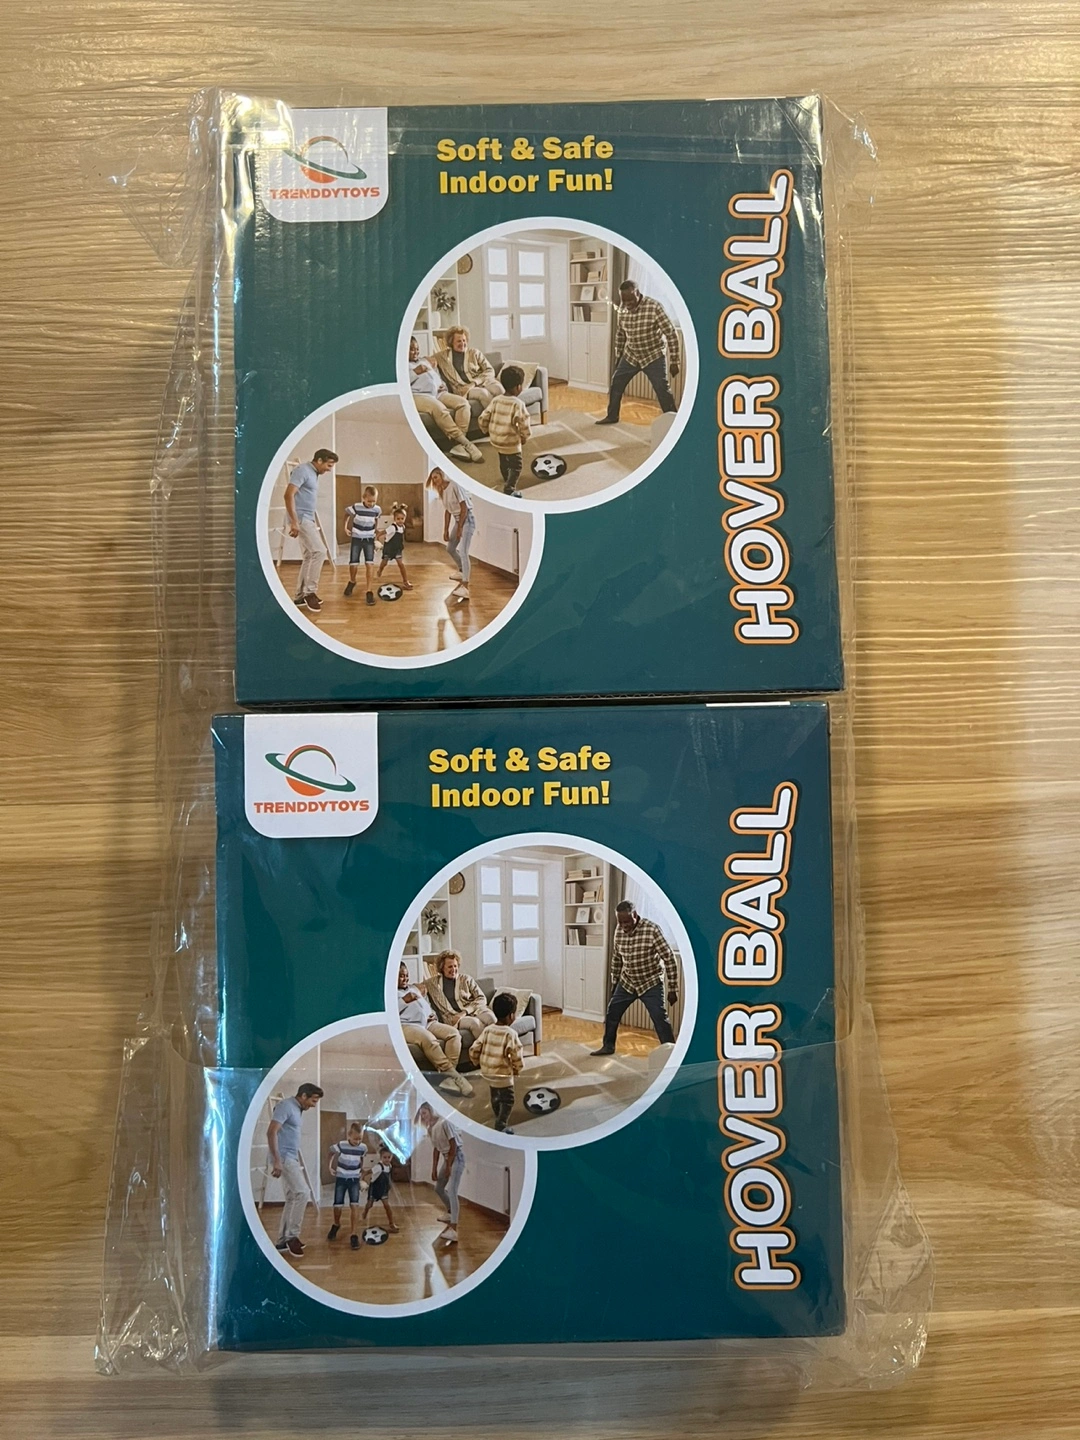 TRENDDYTOYS
Soft & Safe
Indoor Fun!
HOVER BALL
TRENDDYTOYS
Soft & Safe
Indoor Fun!
HOVER BALL